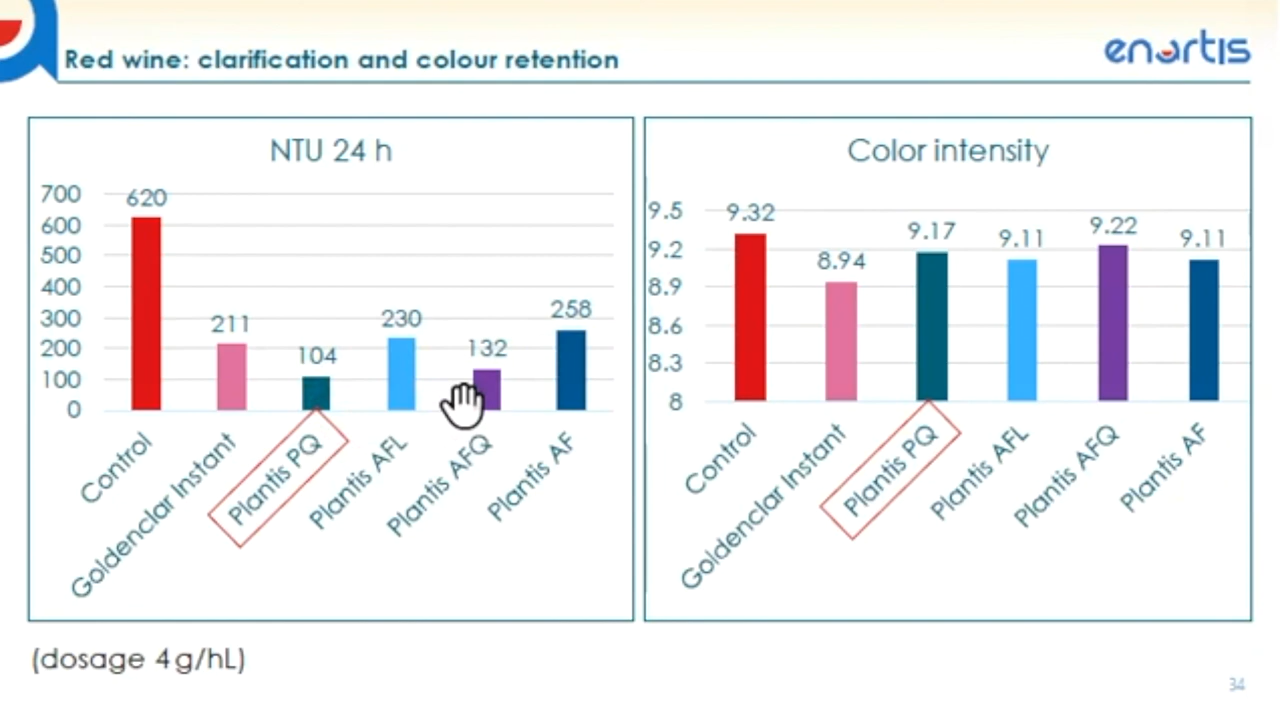 Red wine: clarification and colour retention
enartis
NTU 24 h
700
600
500
400
300
200
100
0
620
211
104
230
132
258
Control
Goldenclar Instant
Plantis PQ
Plantis AFL
Plantis AFQ
Plantis AF
Color intensity
9.5
9.2
8.9
8.6
8.3
8
9.32
8.94
9.17
9.11
9.22
9.11
Control
Goldenclar Instant
Plantis PQ
Plantis AFL
Plantis AFQ
Plantis AF
(dosage 4 g/hL)
34